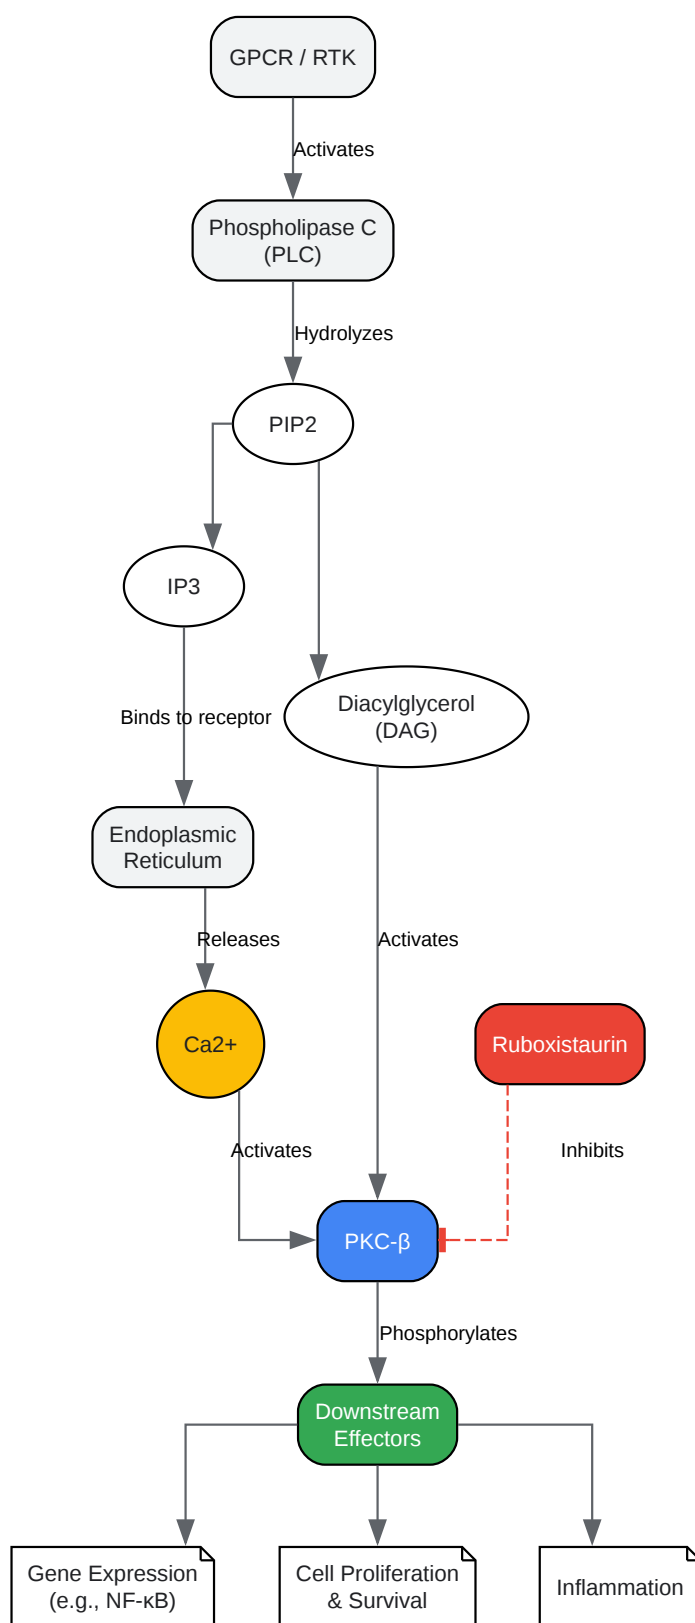 GPCR / RTK
Activates
Phospholipase C
(PLC)
Hydrolyzes
PIP2
IP3
Diacylglycerol
(DAG)
Binds to receptor
Endoplasmic
Reticulum
Releases
Activates
Ca2+
Ruboxistaurin
Activates
Inhibits
PKC-β
Phosphorylates
Downstream
Effectors
Gene Expression
(e.g., NF-κB)
Cell Proliferation
& Survival
Inflammation